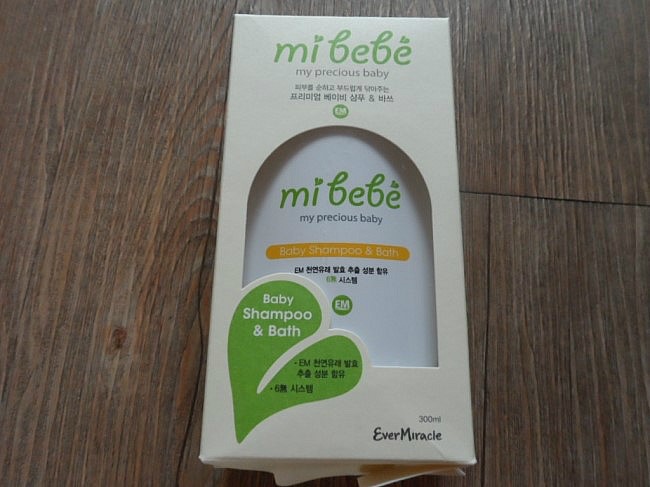 mi bebe
my precious baby
피부를 순하고 부드럽게 닦아주는
프리미엄 베이비 샴푸 & 바쓰
EM
mi bebe
my precious baby
Baby Shampoo & Bath
EM 천연유래 발효 추출 성분 함유
6無 시스템
EM
Baby
Shampoo
& Bath
• EM 천연유래 발효
추출 성분 함유
• 6無 시스템
300ml
EverMiracle